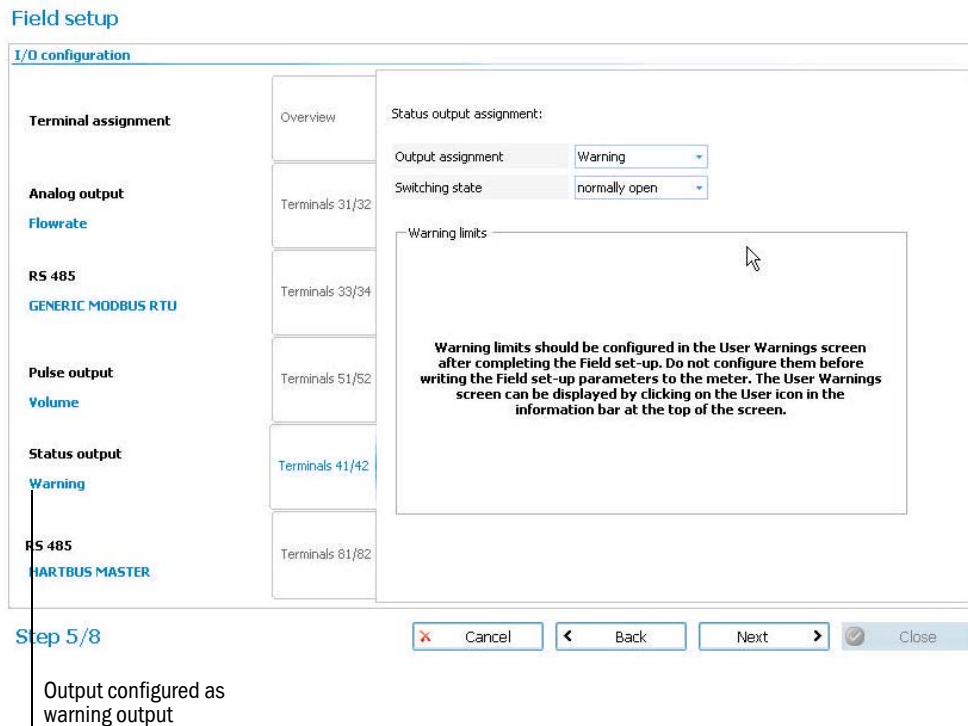 Field setup
I/O configuration
Terminal assignment
Overview
Analog output
Flowrate
Terminals 31/32
RS 485
GENERIC MODBUS RTU
Terminals 33/34
Pulse output
Volume
Terminals 51/52
Status output
Warning
Terminals 41/42
RS 485
HARTBUS MASTER
Terminals 81/82
Status output assignment:
Output assignment
Warning
Switching state
normally open
Warning limits
Warning limits should be configured in the User Warnings screen
after completing the Field set-up. Do not configure them before
writing the Field set-up parameters to the meter. The User Warnings
screen can be displayed by clicking on the User icon in the
information bar at the top of the screen.
Step 5/8
Cancel
Back
Next
Close
Output configured as
warning output